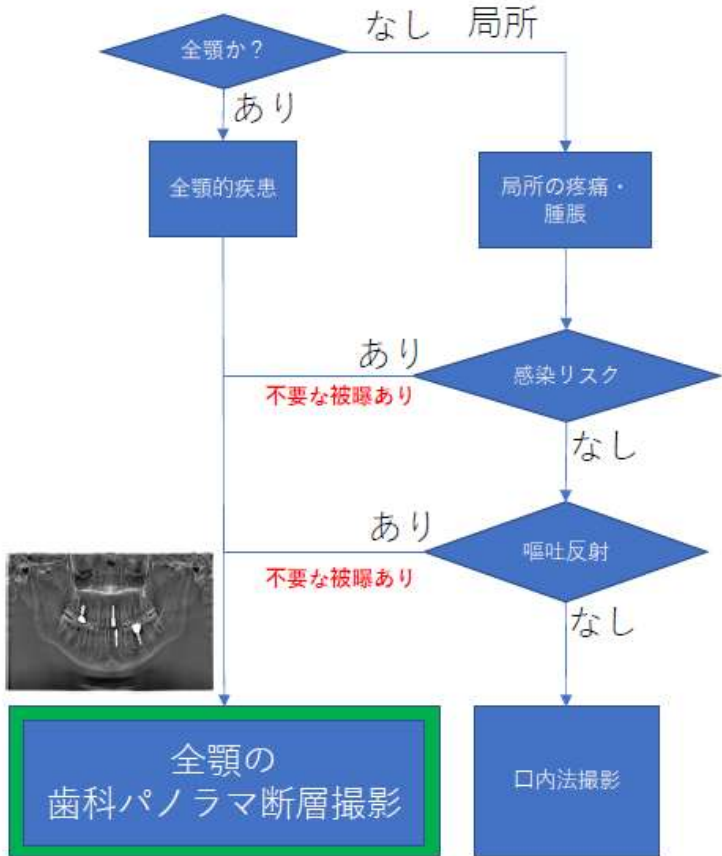 全顎か？
なし 局所
あり
全顎的疾患
局所の疼痛・
腫脹
あり
感染リスク
不要な被曝あり
なし
あり
嘔吐反射
不要な被曝あり
なし
全顎の
歯科パノラマ断層撮影
口内法撮影